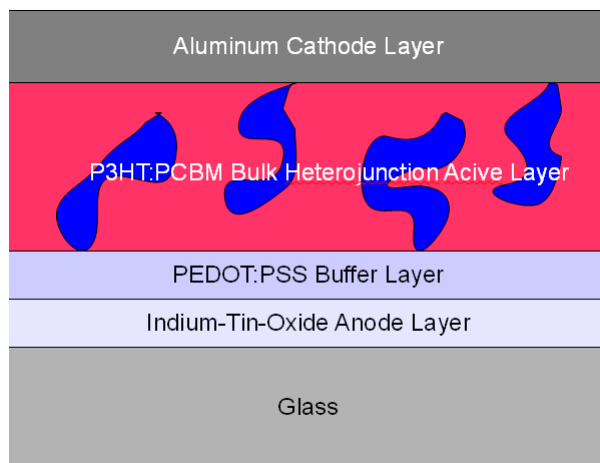 Aluminum Cathode Layer
P3HT:PCBM Bulk Heterojunction Acive Layer
PEDOT:PSS Buffer Layer
Indium-Tin-Oxide Anode Layer
Glass